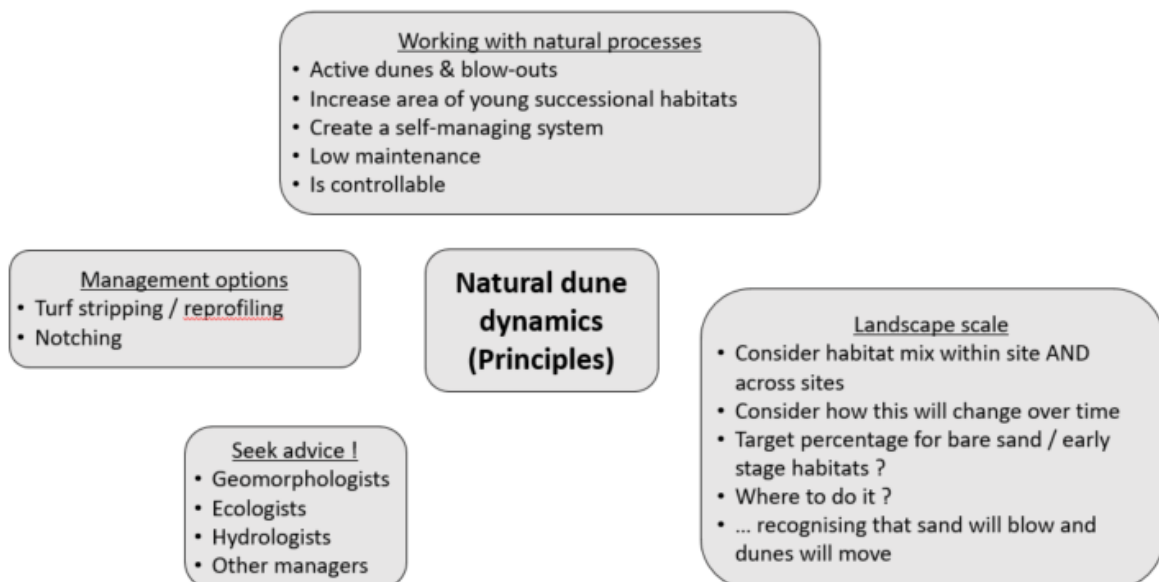 Working with natural processes
• Active dunes & blow-outs
• Increase area of young successional habitats
• Create a self-managing system
• Low maintenance
• Is controllable
Management options
• Turf stripping / reprofiling
• Notching
Natural dune
dynamics
(Principles)
Landscape scale
• Consider habitat mix within site AND
across sites
• Consider how this will change over time
• Target percentage for bare sand / early
stage habitats ?
• Where to do it ?
• ... recognising that sand will blow and
dunes will move
Seek advice !
• Geomorphologists
• Ecologists
• Hydrologists
• Other managers